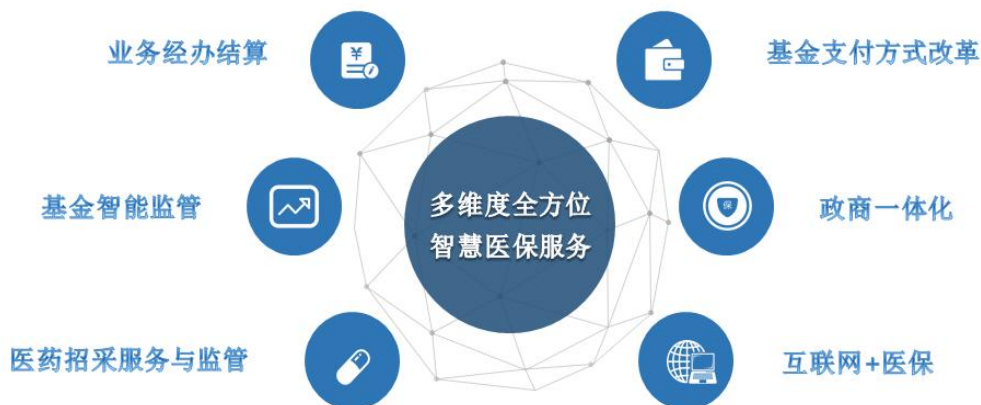 业务经办结算
¥
基金支付方式改革
基金智能监管
多维度全方位
智慧医保服务
保
政商一体化
医药招采服务与监管
互联网+医保